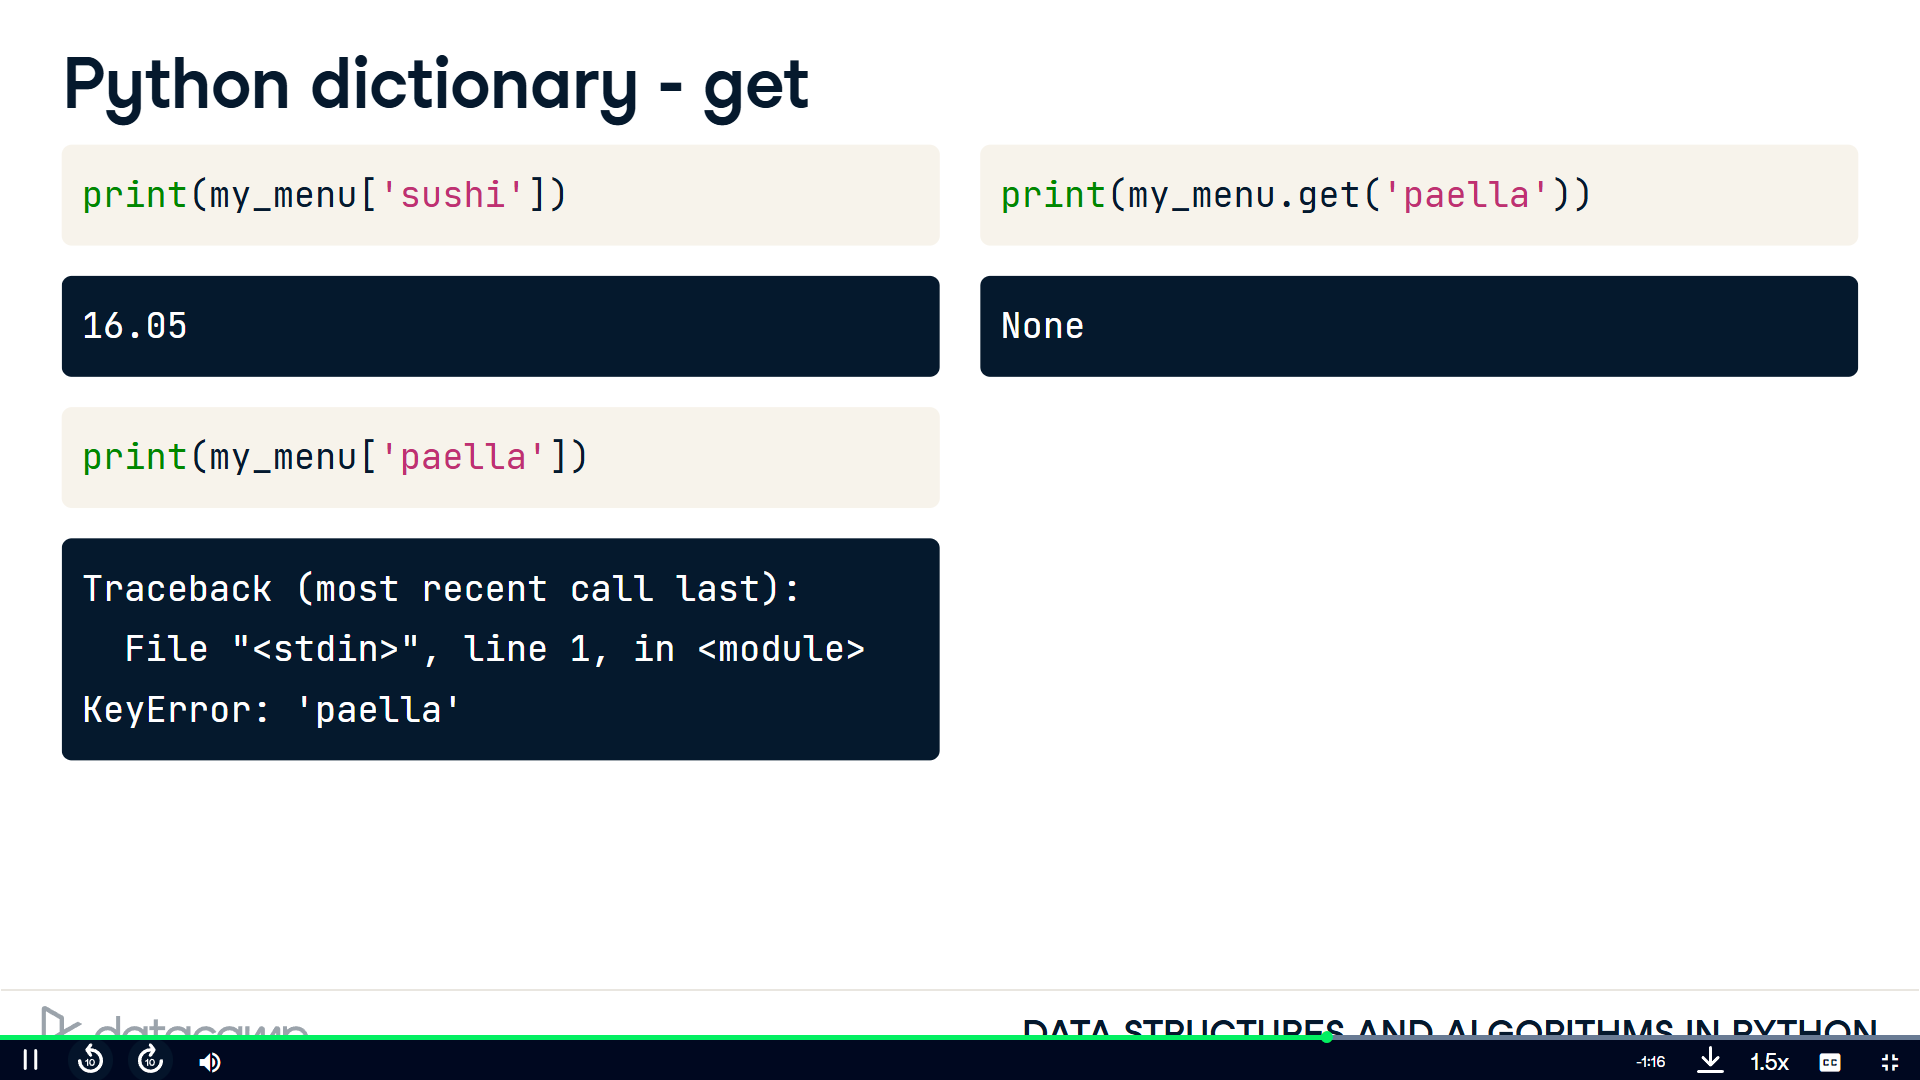 Python dictionary - get
print(my_menu['sushi'])
16.05
print(my_menu['paella'])
Traceback (most recent call last):
  File "<stdin>", line 1, in <module>
KeyError: 'paella'
print(my_menu.get('paella'))
None
datacamp
DATA STRUCTURES AND ALGORITHMS IN PYTHON
10
10
-1:16
1.5x
CC